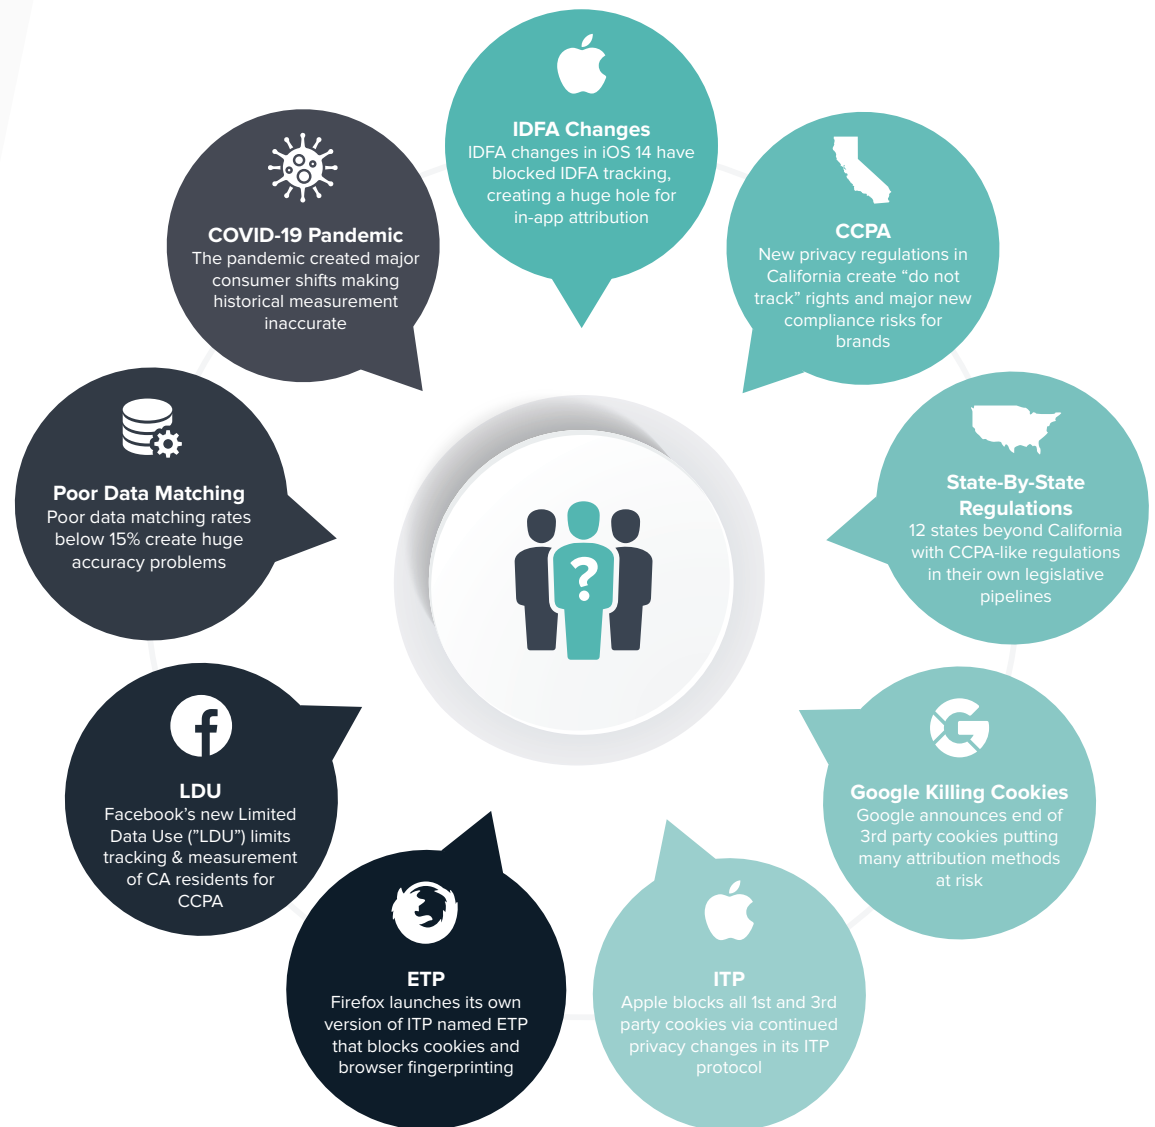 IDFA Changes
IDFA changes in iOS 14 have
blocked IDFA tracking,
creating a huge hole for
in-app attribution
CCPA
New privacy regulations in
California create “do not
track” rights and major new
compliance risks for
brands
State-By-State
Regulations
12 states beyond California
with CCPA-like regulations
in their own legislative
pipelines
Google Killing Cookies
Google announces end of
3rd party cookies putting
many attribution methods
at risk
ITP
Apple blocks all 1st and 3rd
party cookies via continued
privacy changes in its ITP
protocol
ETP
Firefox launches its own
version of ITP named ETP
that blocks cookies and
browser fingerprinting
LDU
Facebook’s new Limited
Data Use (”LDU”) limits
tracking & measurement
of CA residents for
CCPA
Poor Data Matching
Poor data matching rates
below 15% create huge
accuracy problems
COVID-19 Pandemic
The pandemic created major
consumer shifts making
historical measurement
inaccurate
?